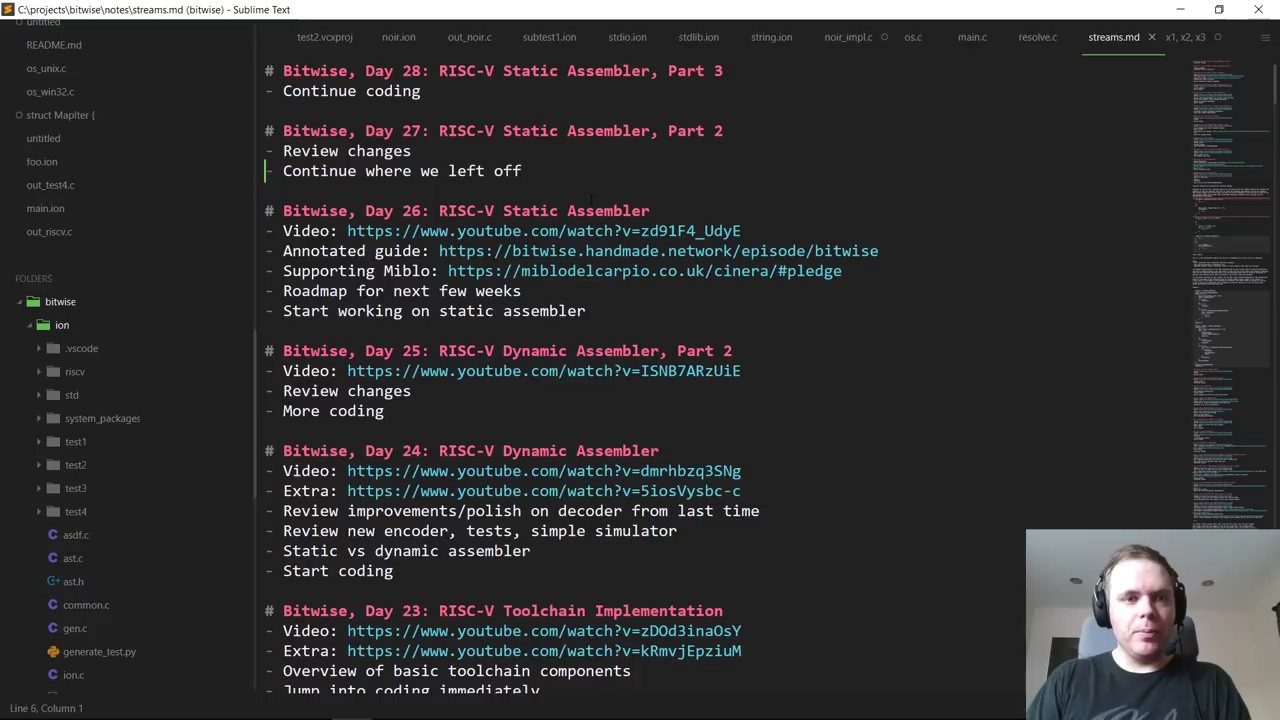 C:\projects\bitwise\notes\streams.md (bitwise) - Sublime Text
untitled
README.md
os_unix.c
os_win32.c
struct MapIter {
untitled
foo.ion
out_test4.c
main.ion
out_riscv.c
FOLDERS
bitwise
ion
.vscode
riscv
std
system_packages
test1
test2
test3
test4
asdf.c
ast.c
ast.h
common.c
gen.c
generate_test.py
ion.c
test2.vcxproj noir.ion out_noir.c subtest1.ion stdio.ion stdlib.ion string.ion noir_impl.c os.c main.c resolve.c streams.md x1, x2, x3
# Bitwise, Day 28: RISC-V Static Assembler, Part 3
- Continue coding
# Bitwise, Day 27: RISC-V Static Assembler, Part 2
- Review changes
- Continue where we left off
# Bitwise, Day 26: RISC-V Static Assembler
- Video: https://www.youtube.com/watch?v=zd91F4_UdyE
- Annotated guide: https://bitwise.handmade.network/episode/bitwise
- Supporting Miblo: https://mibiodelcarpio.co.uk/cinera/#pledge
- Roadmap for next few weeks
- Start working on static assembler
# Bitwise, Day 25: RISC-V Dynamic Assembler, Part 2
- Video: https://www.youtube.com/watch?v=ISNB7ARzUiE
- Review changes
- More coding
# Bitwise, Day 24: RISC-V Dynamic Assembler
- Video: https://www.youtube.com/watch?v=dmrhbzq3SNg
- Extra: https://www.youtube.com/watch?v=5iosVysbc-c
- Review improvements/polish on decoder from last time
- Review new encoder, tests, simple simulator
- Static vs dynamic assembler
- Start coding
# Bitwise, Day 23: RISC-V Toolchain Implementation
- Video: https://www.youtube.com/watch?v=zDOd3inaOsY
- Extra: https://www.youtube.com/watch?v=kRmvjEpziuM
- Overview of basic toolchain components
- Jump into coding immediately
Line 6, Column 1